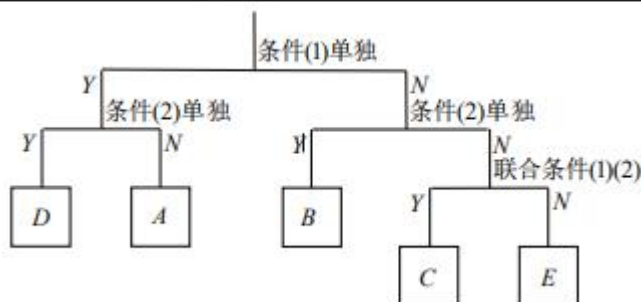 条件(1)单独
Y N
条件(2)单独 条件(2)单独
Y N Y N
联合条件(1)(2)
D A B Y N
C E